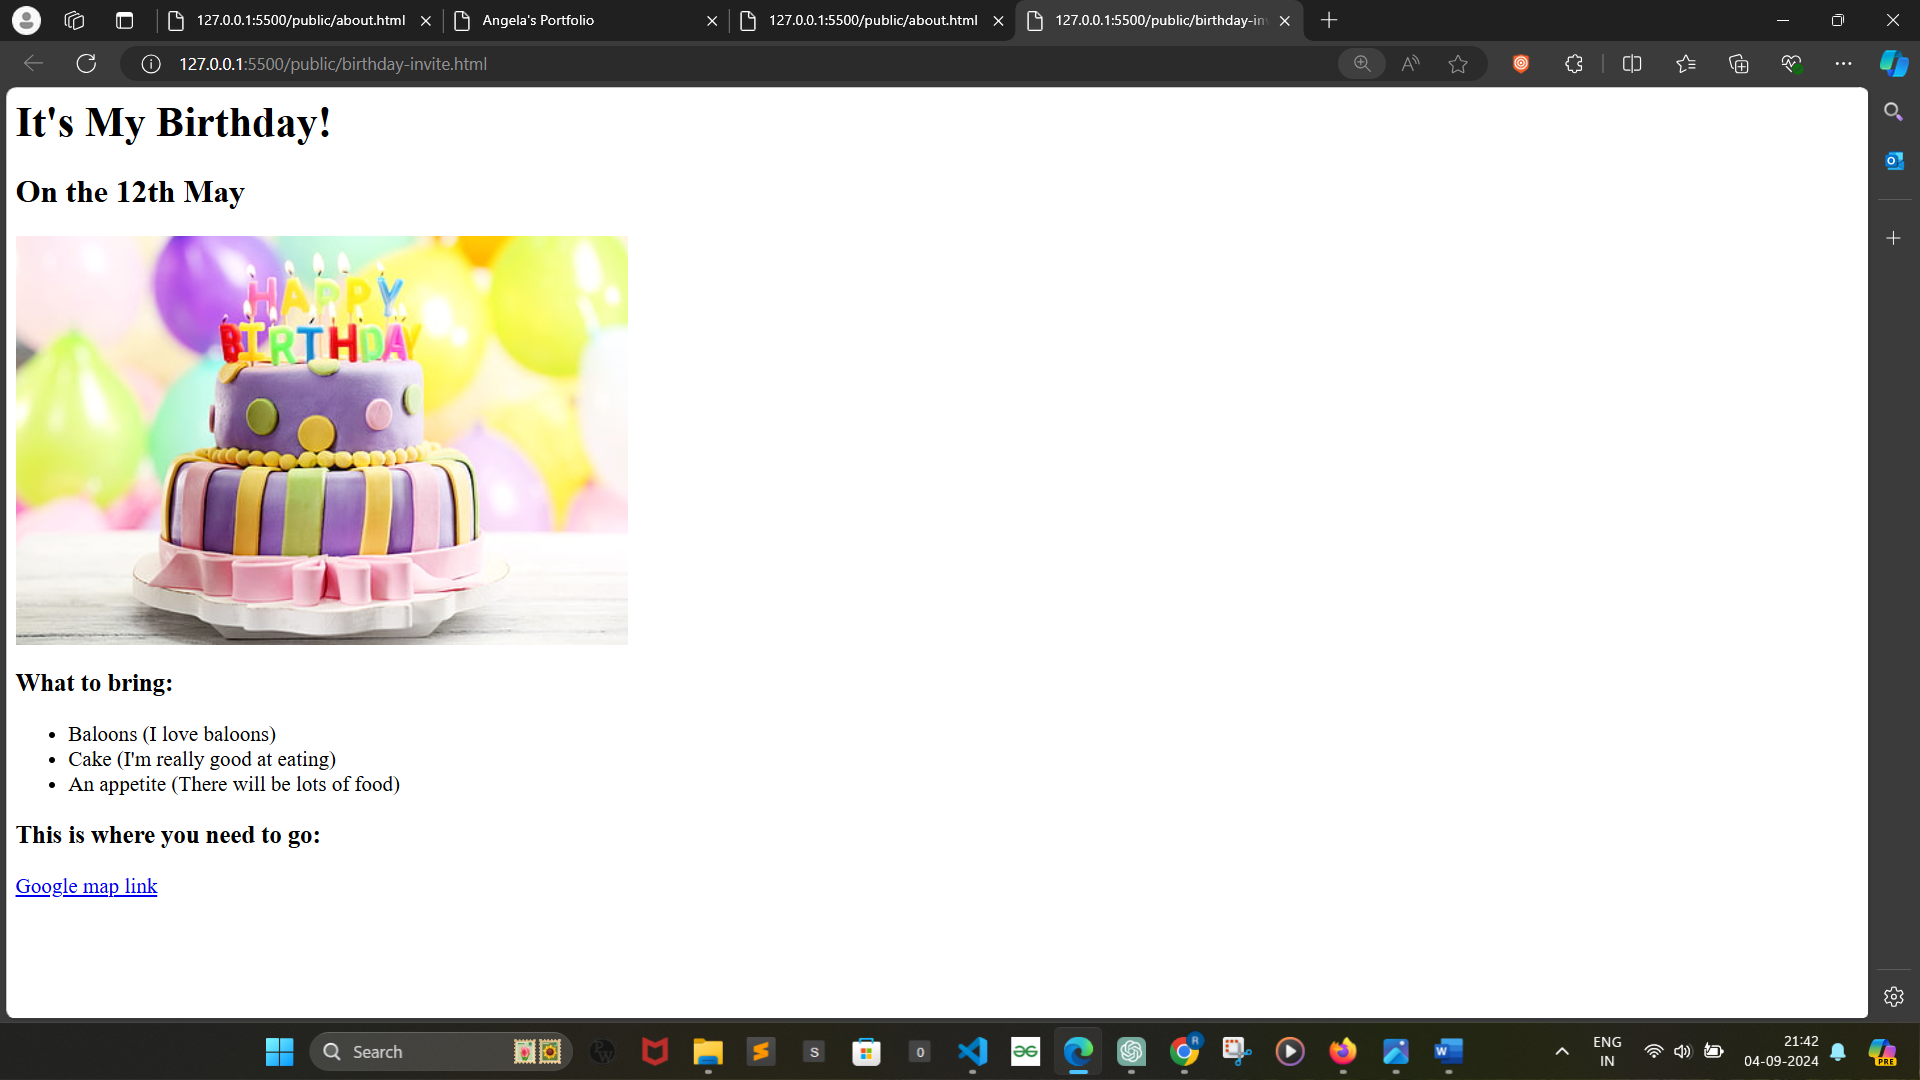 127.0.0.1:5500/public/about.html
Angela's Portfolio
127.0.0.1:5500/public/about.html
127.0.0.1:5500/public/birthday-in
127.0.0.1:5500/public/birthday-invite.html
It's My Birthday!
On the 12th May
HAPPY
BIRTHDAY
What to bring:
Baloons (I love baloons)
Cake (I'm really good at eating)
An appetite (There will be lots of food)
This is where you need to go:
Google map link
Search
ENG
IN
21:42
04-09-2024
PRE